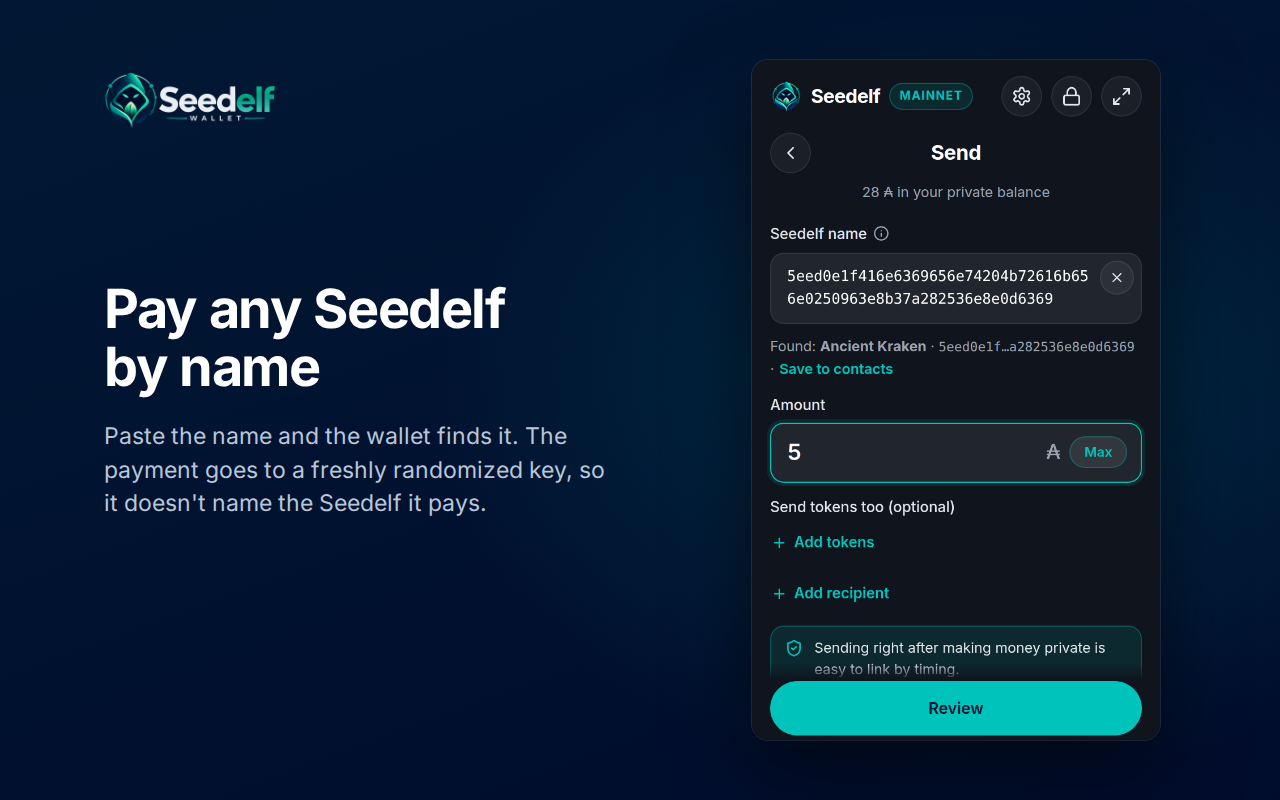 Seedelf
WALLET
Pay any Seedelf
by name
Paste the name and the wallet finds it. The
payment goes to a freshly randomized key, so
it doesn't name the Seedelf it pays.
Seedelf MAINNET
Send
28 ₳ in your private balance
Seedelf name
5eed0e1f416e6369656e74204b72616b65
6e0250963e8b37a282536e8e0d6369
Found: Ancient Kraken · 5eed0e1f…a282536e8e0d6369
· Save to contacts
Amount
5 ₳ Max
Send tokens too (optional)
+ Add tokens
+ Add recipient
Sending right after making money private is
easy to link by timing.
Review